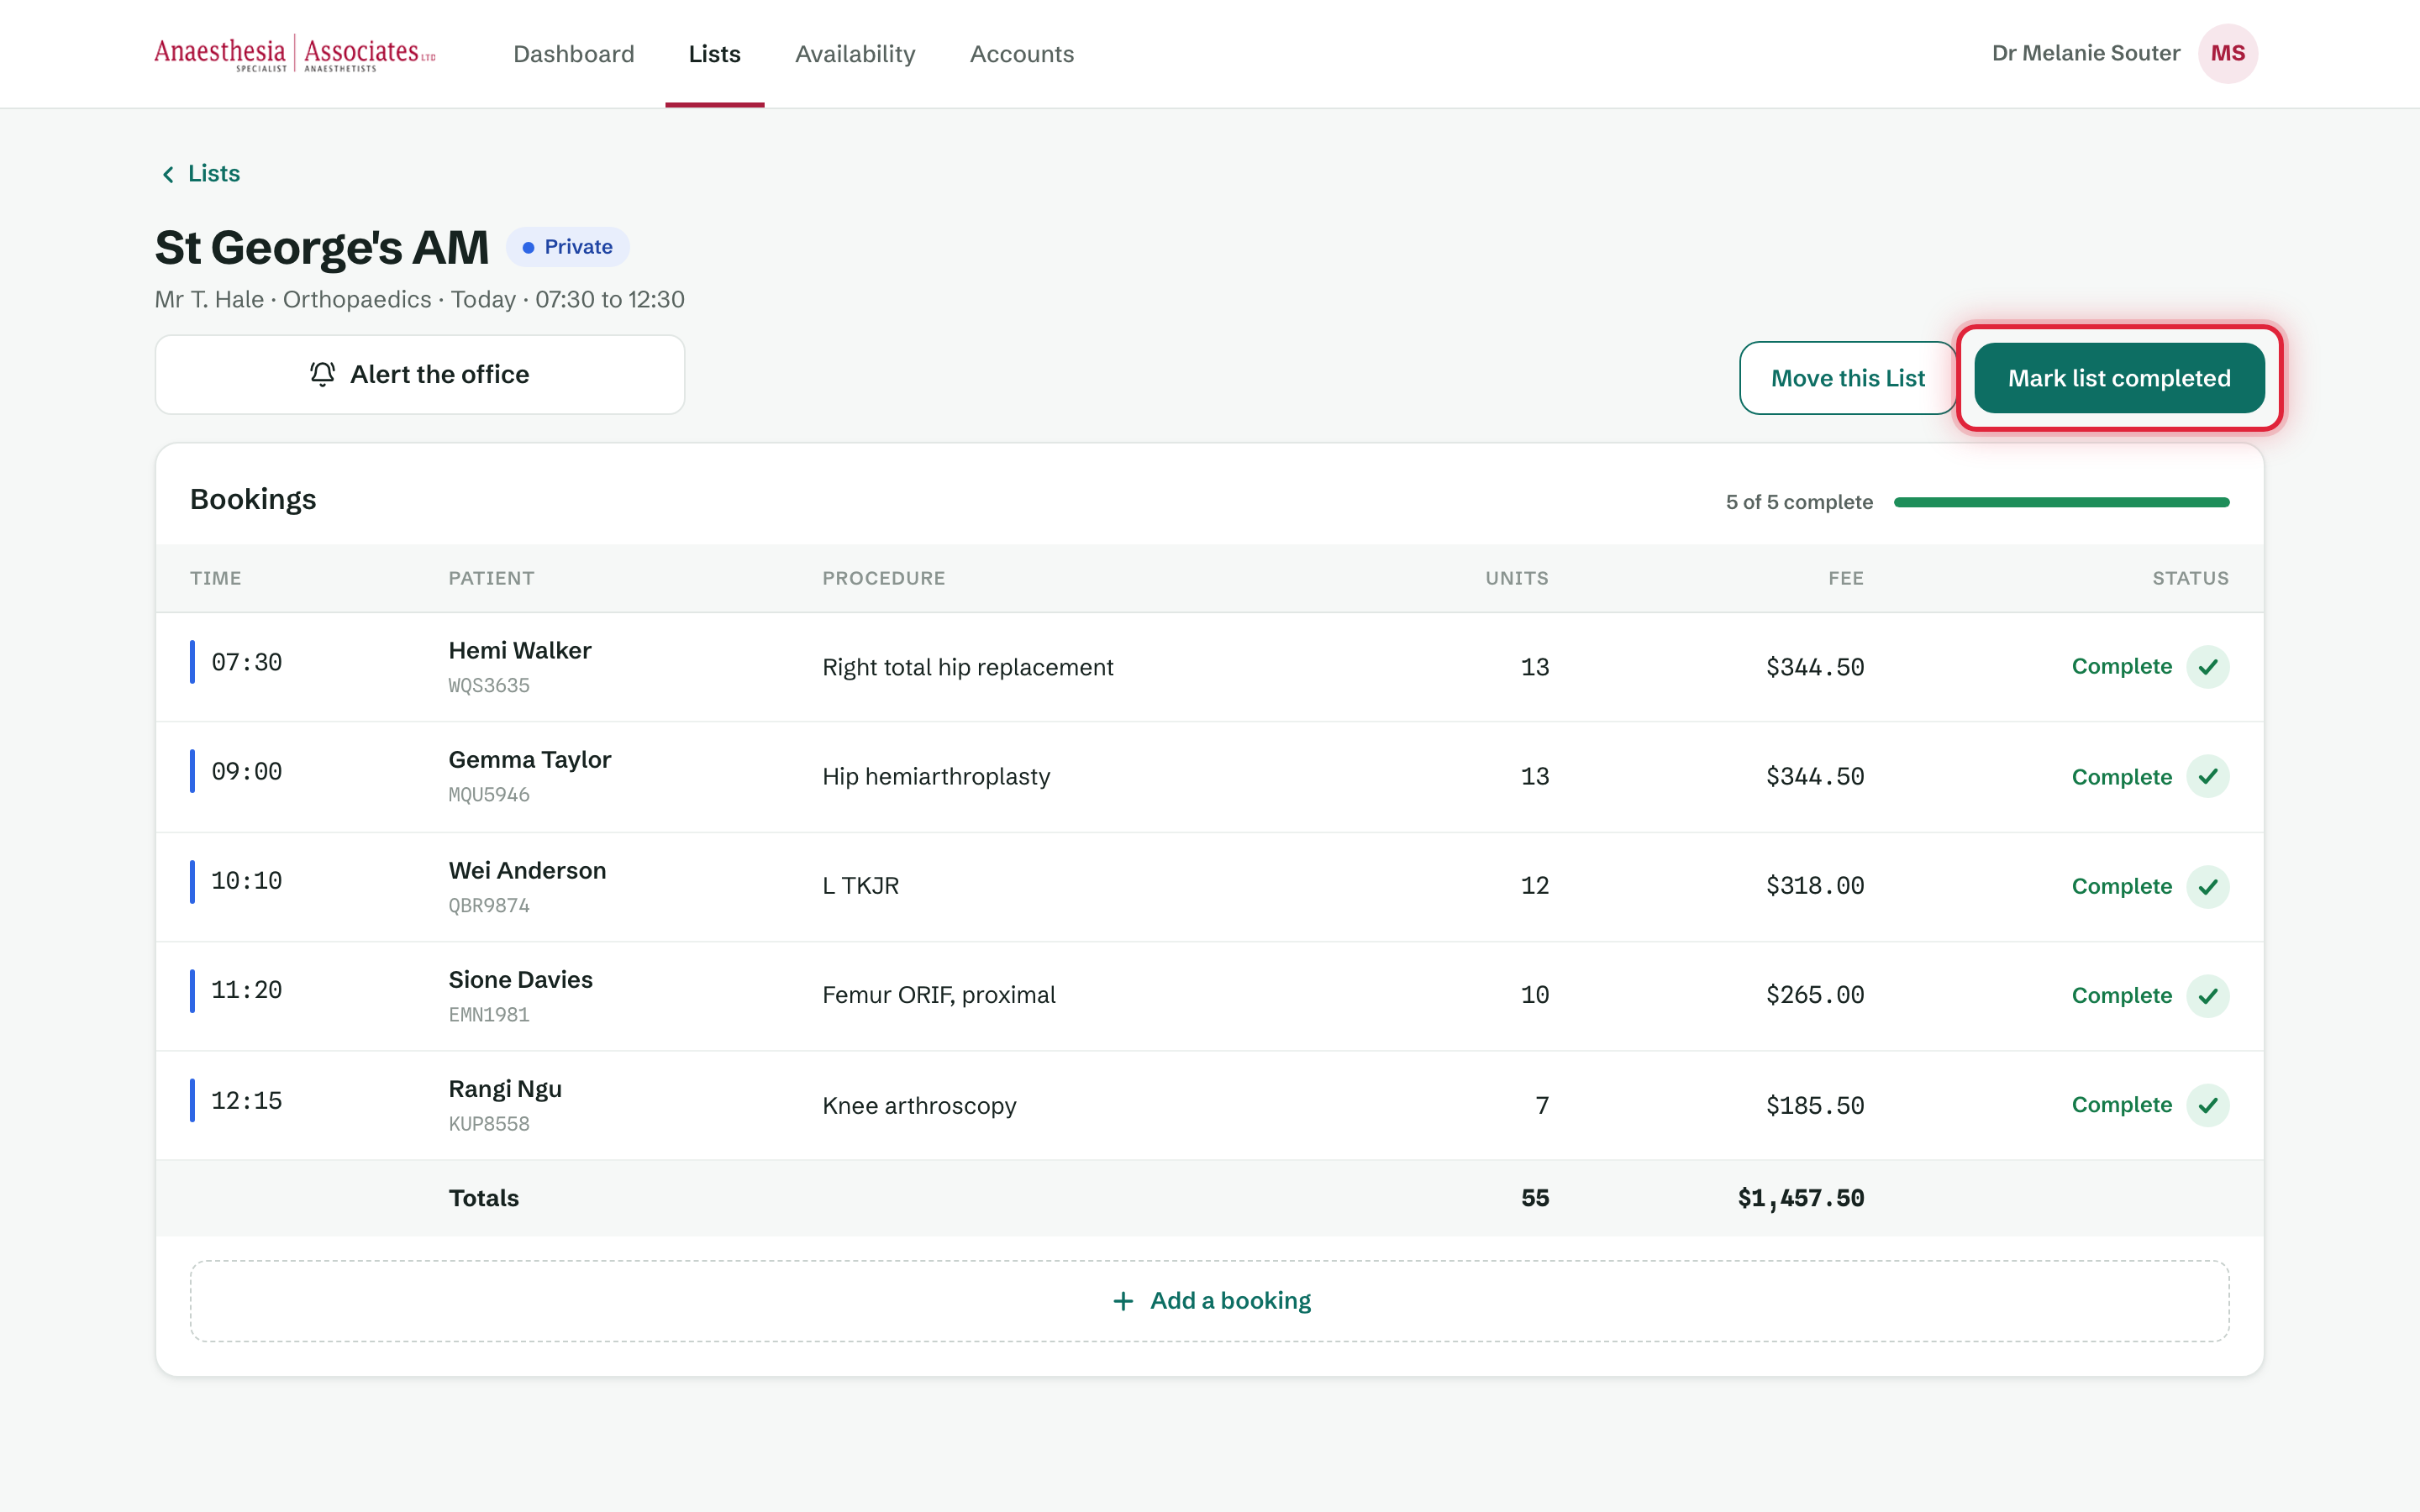 Anaesthesia | Associates LTD
SPECIALIST ANAESTHETISTS
Dashboard Lists Availability Accounts
Dr Melanie Souter MS
Lists
St George's AM Private
Mr T. Hale · Orthopaedics · Today · 07:30 to 12:30
Alert the office
Move this List Mark list completed
Bookings 5 of 5 complete
TIME PATIENT PROCEDURE UNITS FEE STATUS
07:30 Hemi Walker Right total hip replacement 13 $344.50 Complete
WQS3635
09:00 Gemma Taylor Hip hemiarthroplasty 13 $344.50 Complete
MQU5946
10:10 Wei Anderson L TKJR 12 $318.00 Complete
QBR9874
11:20 Sione Davies Femur ORIF, proximal 10 $265.00 Complete
EMN1981
12:15 Rangi Ngu Knee arthroscopy 7 $185.50 Complete
KUP8558
Totals 55 $1,457.50
+ Add a booking